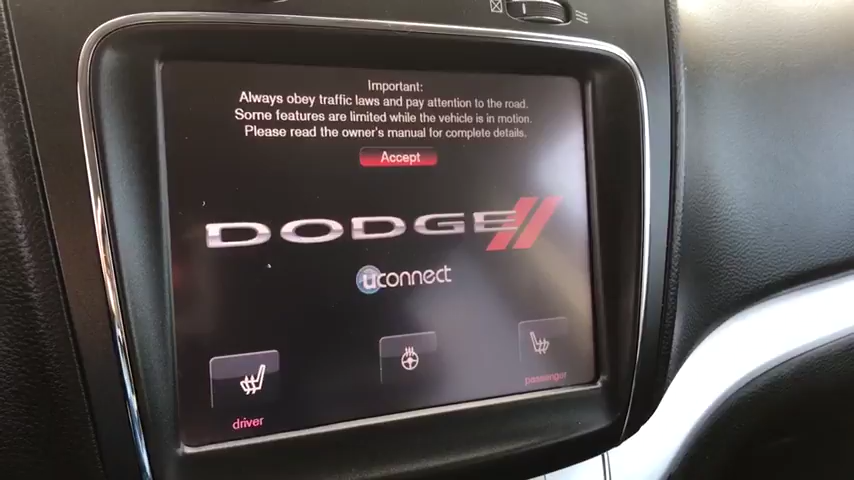 Important:
Always obey traffic laws and pay attention to the road.
Some features are limited while the vehicle is in motion.
Please read the owner's manual for complete details.
Accept
DODGE
uconnect
driver
passenger